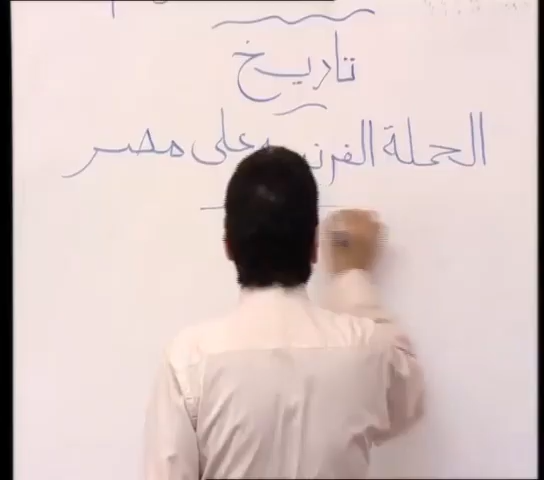 تاريخ
الحملة الفرنسية على مصر